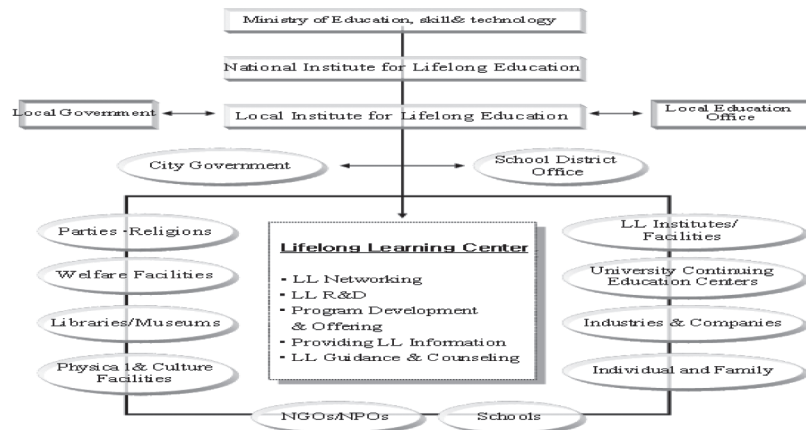 Ministry of Education, skill& technology
National Institute for Lifelong Education
Local Government
Local Institute for Lifelong Education
Local Education
Office
City Government
School District
Office
Parties -Religions
Welfare Facilities
Libraries/Museums
Physical& Culture
Facilities
Lifelong Learning Center
- LL Networking
- LL R&D
- Program Development
& Offering
- Providing LL Information
- LL Guidance & Counseling
LL Institutes/
Facilities
University Continuing
Education Centers
Industries & Companies
Individual and Family
NGOs/NPOs
Schools